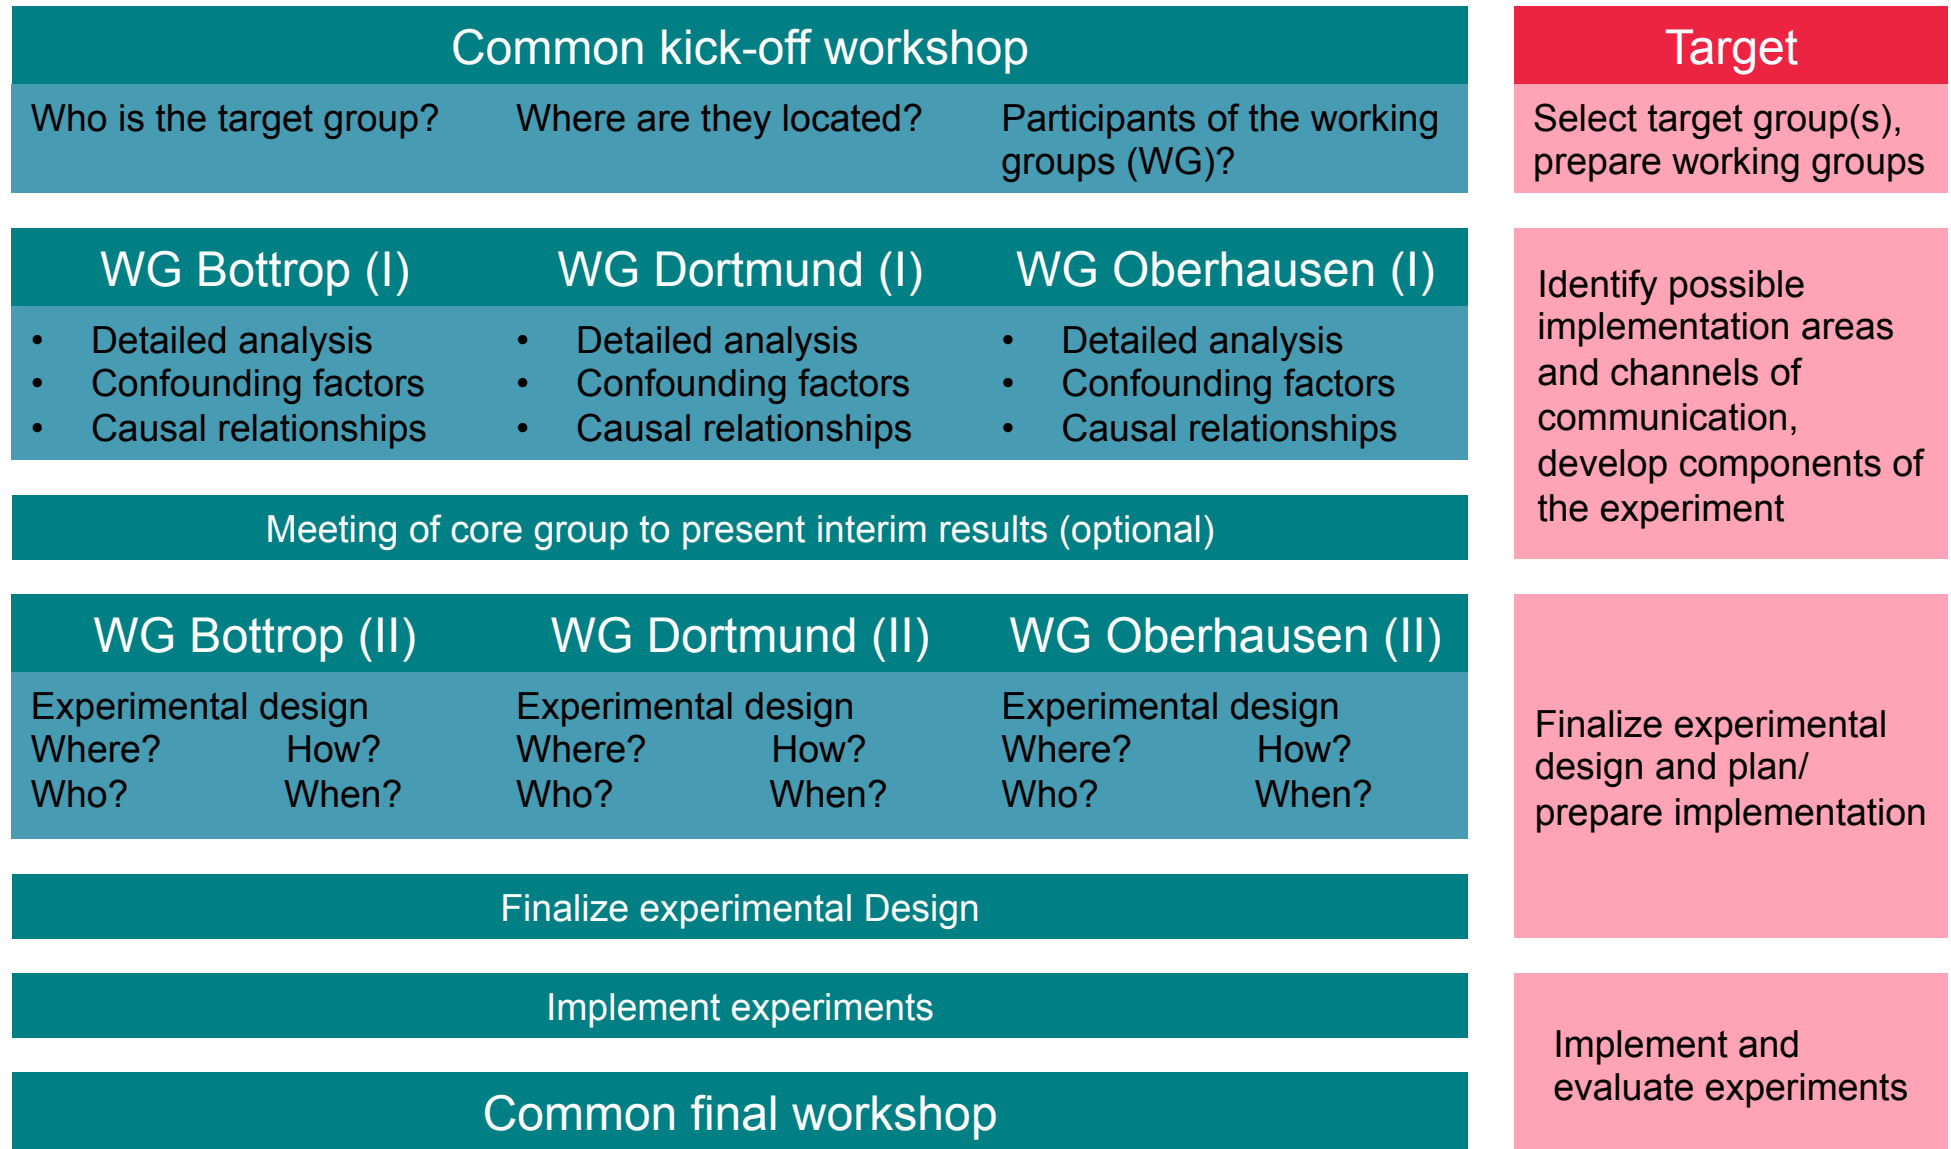 Common kick-off workshop
Who is the target group?
Where are they located?
Participants of the working
groups (WG)?
Target
Select target group(s),
prepare working groups
WG Bottrop (I)
• Detailed analysis
• Confounding factors
• Causal relationships
WG Dortmund (I)
• Detailed analysis
• Confounding factors
• Causal relationships
WG Oberhausen (I)
• Detailed analysis
• Confounding factors
• Causal relationships
Meeting of core group to present interim results (optional)
Identify possible
implementation areas
and channels of
communication,
develop components of
the experiment
WG Bottrop (II)
Experimental design
Where? How?
Who? When?
WG Dortmund (II)
Experimental design
Where? How?
Who? When?
WG Oberhausen (II)
Experimental design
Where? How?
Who? When?
Finalize experimental Design
Finalize experimental
design and plan/
prepare implementation
Implement experiments
Common final workshop
Implement and
evaluate experiments